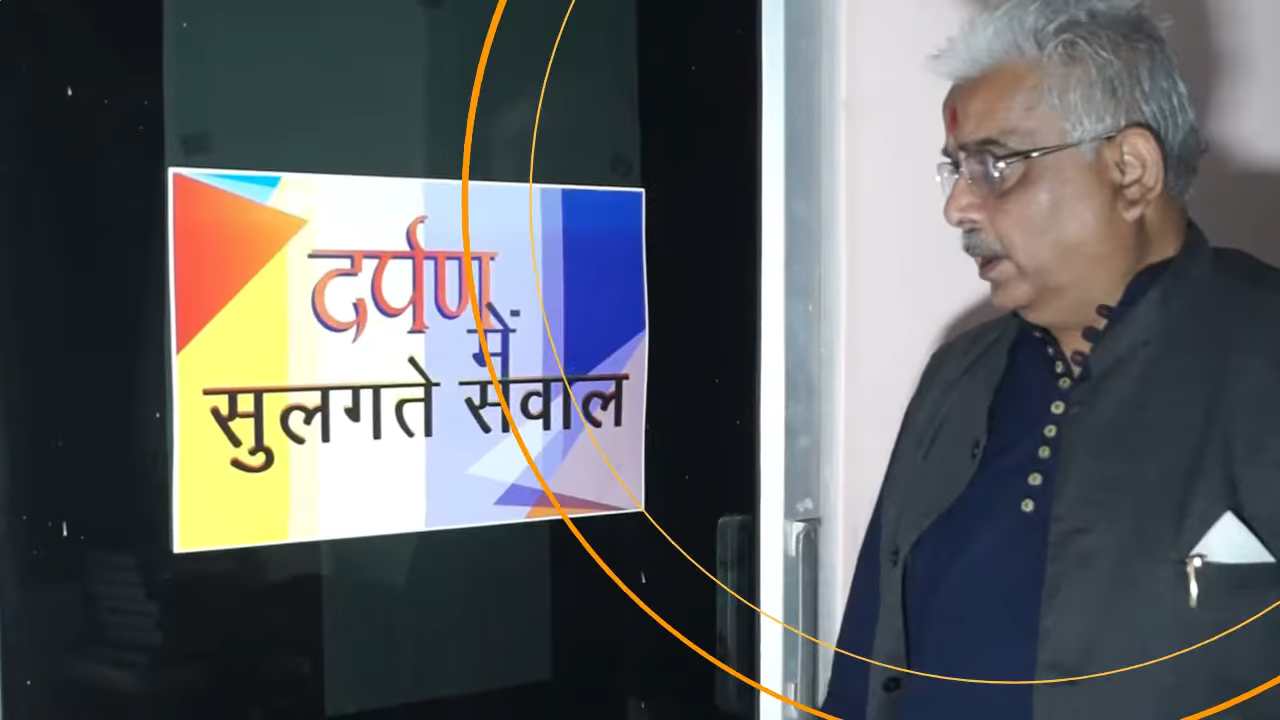 दर्पण
में
सुलगते सवाल